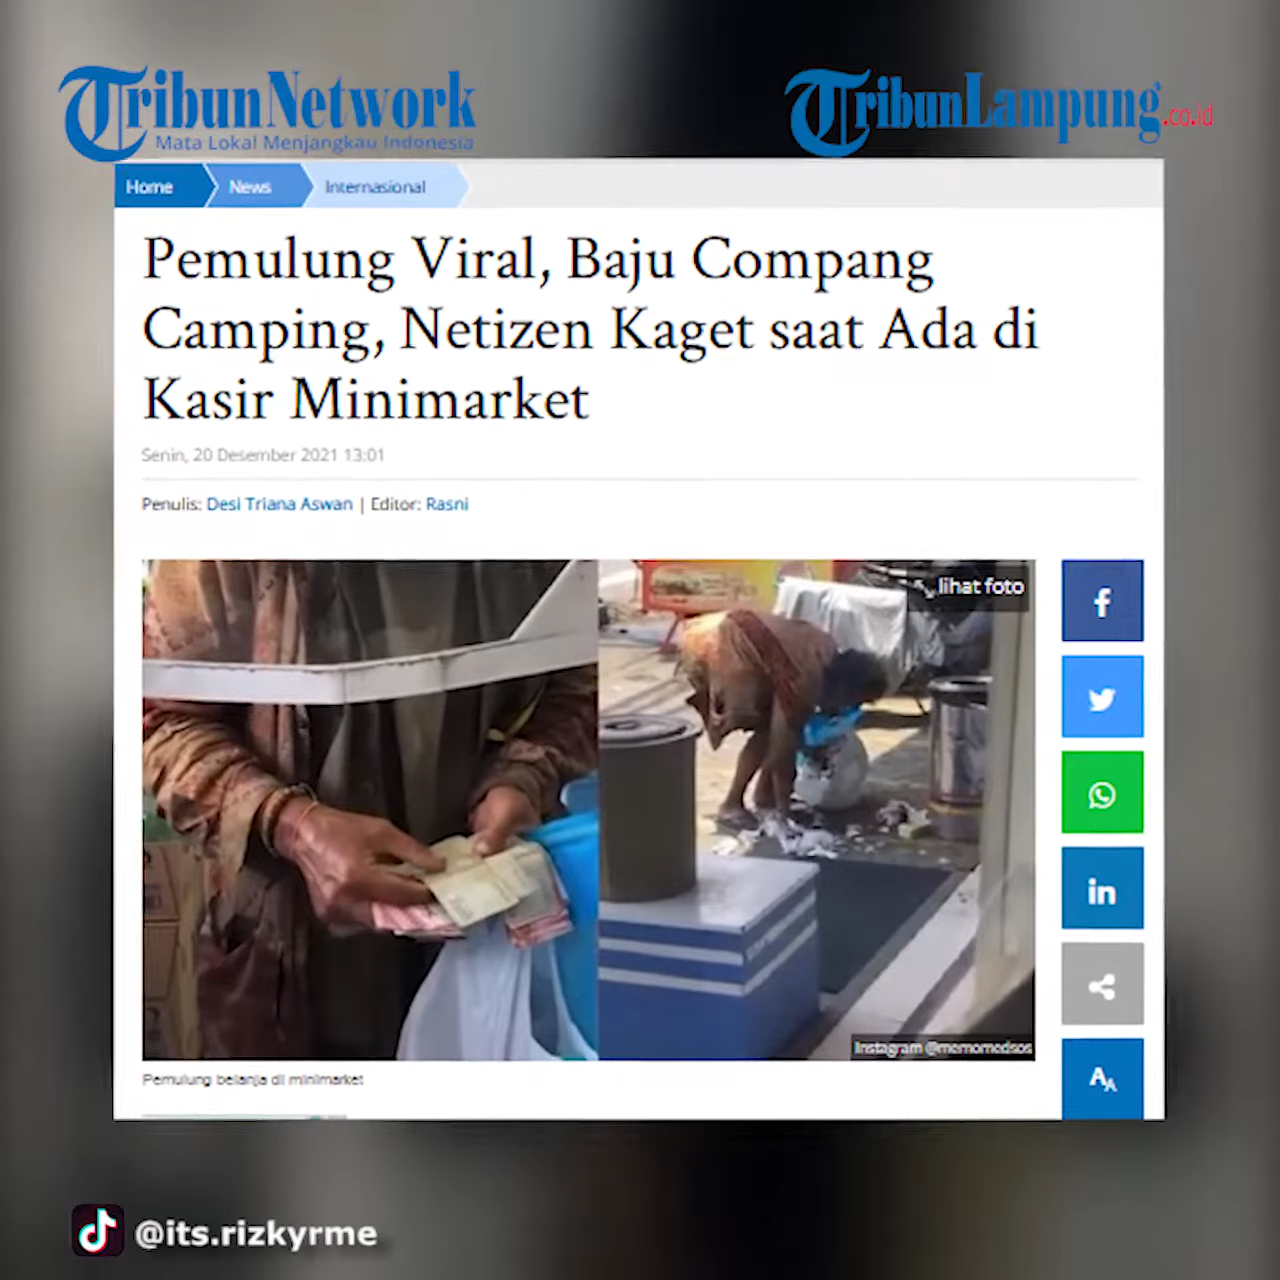 TribunNetwork
Mata Lokal Menjangkau Indonesia
TribunLampung.co.id
Home News Internasional
Pemulung Viral, Baju Compang
Camping, Netizen Kaget saat Ada di
Kasir Minimarket
Senin, 20 Desember 2021 13:01
Penulis: Desi Triana Aswan | Editor: Rasni
lihat foto
Instagram @memomedsos
Pemulung belanja di minimarket
@its.rizkyrme